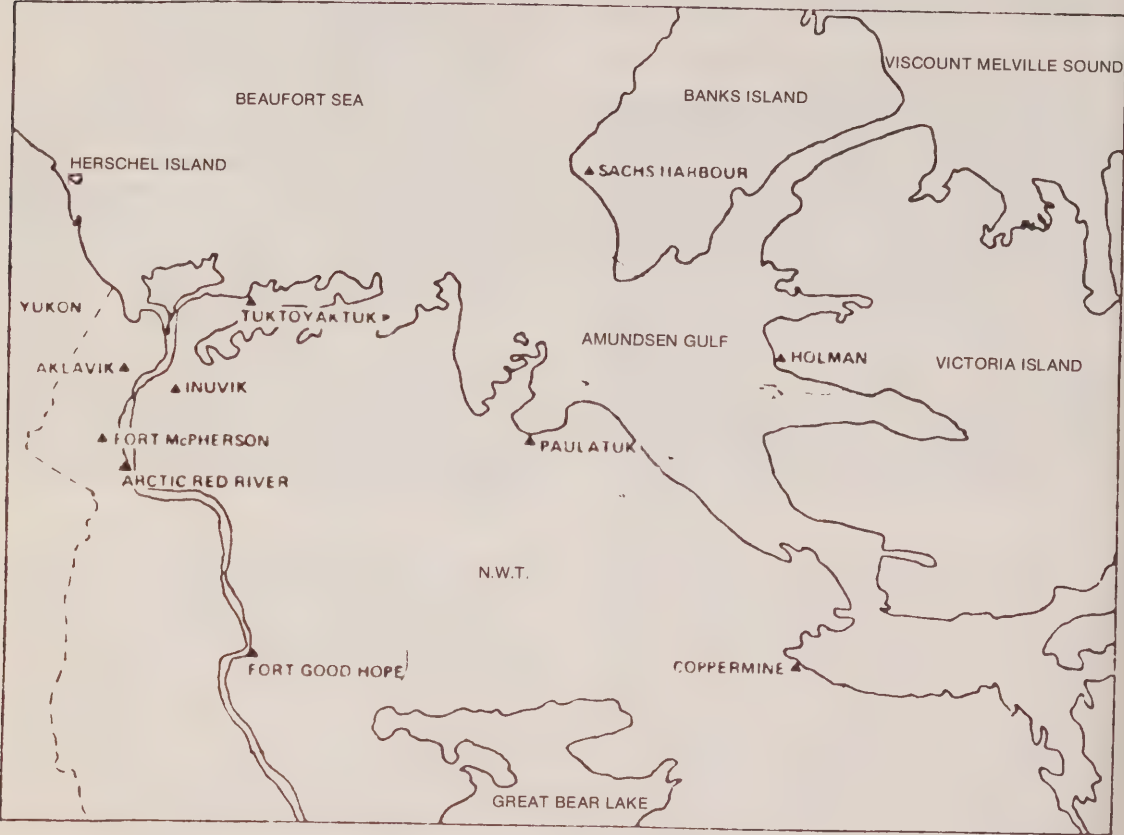 VISCOUNT MELVILLE SOUND
BEAUFORT SEA
BANKS ISLAND
HERSCHEL ISLAND
SACHS HARBOUR
YUKON
TUKTOYAKTUK
AMUNDSEN GULF
AKLAVIK
HOLMAN
VICTORIA ISLAND
INUVIK
FORT McPHERSON
PAULATUK
ARCTIC RED RIVER
N.W.T.
FORT GOOD HOPE
COPPERMINE
GREAT BEAR LAKE